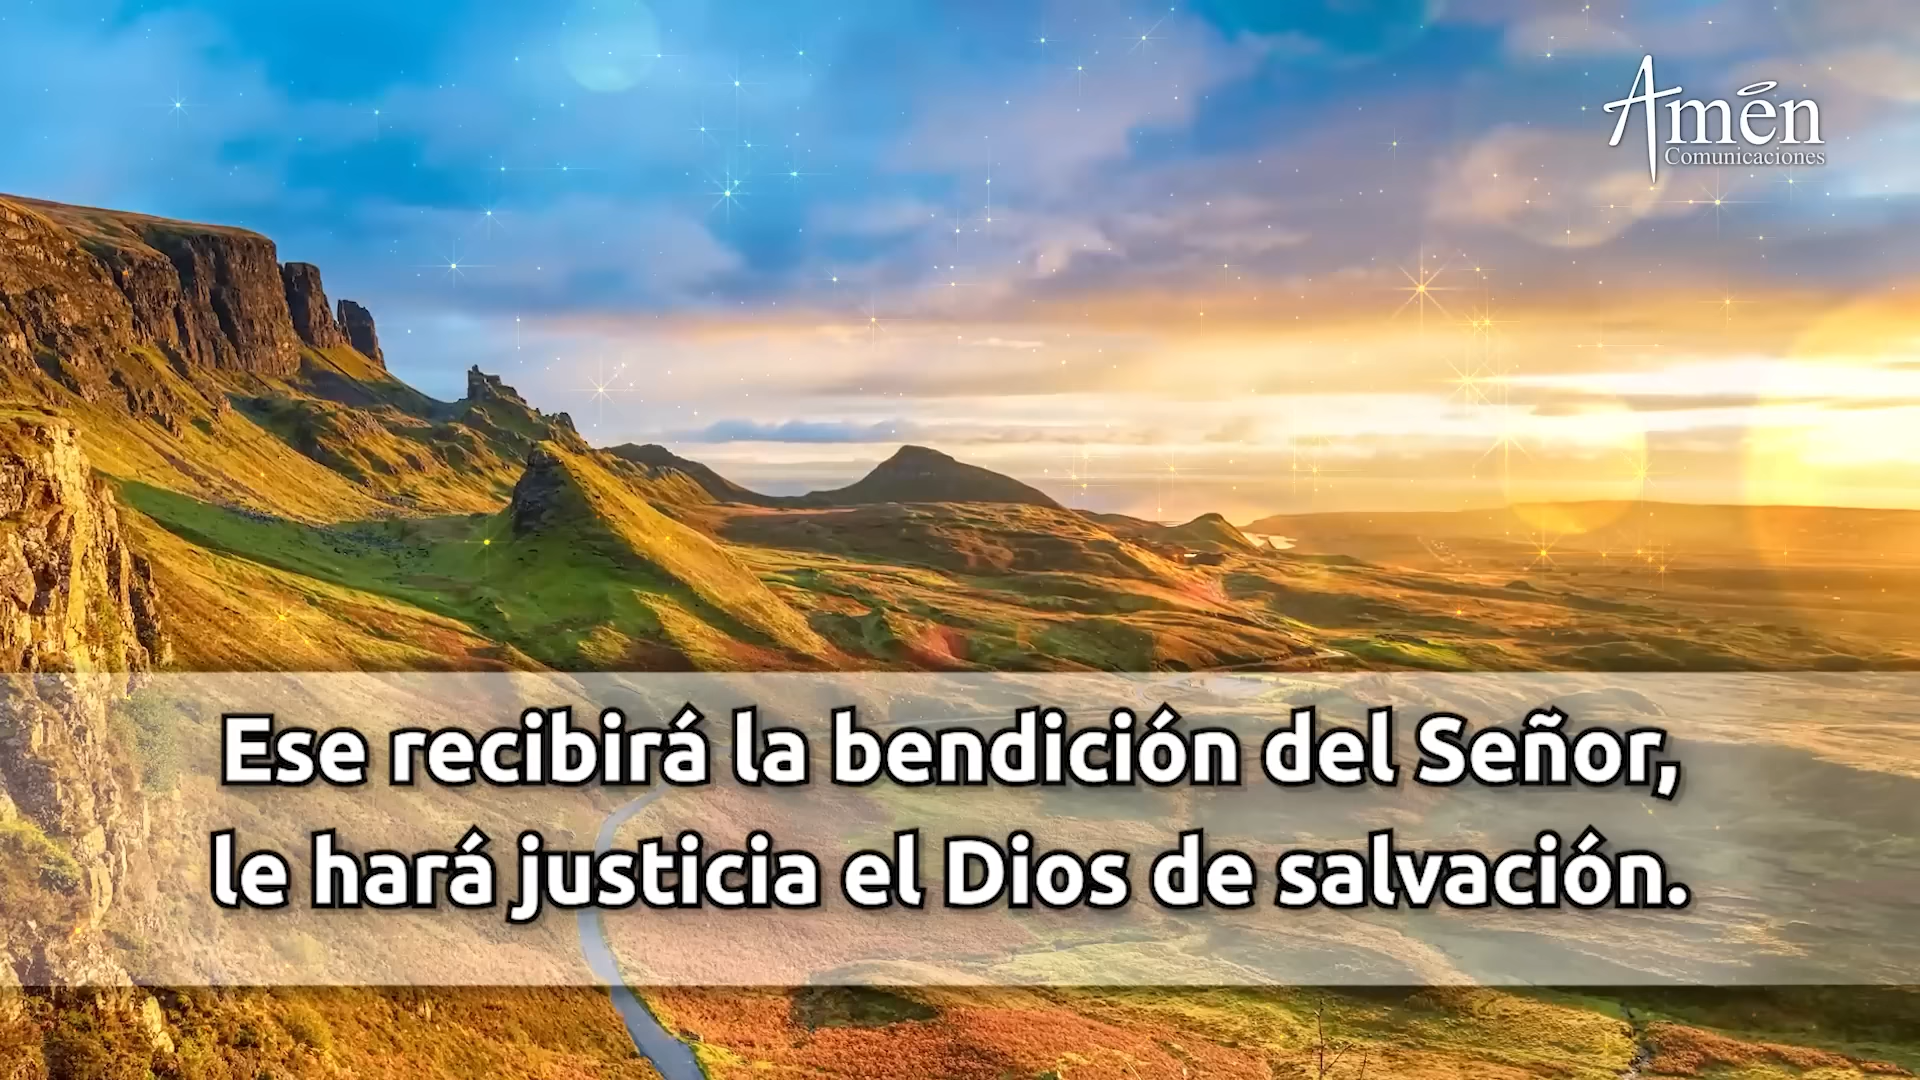 Amén
Comunicaciones
Ese recibirá la bendición del Señor,
le hará justicia el Dios de salvación.